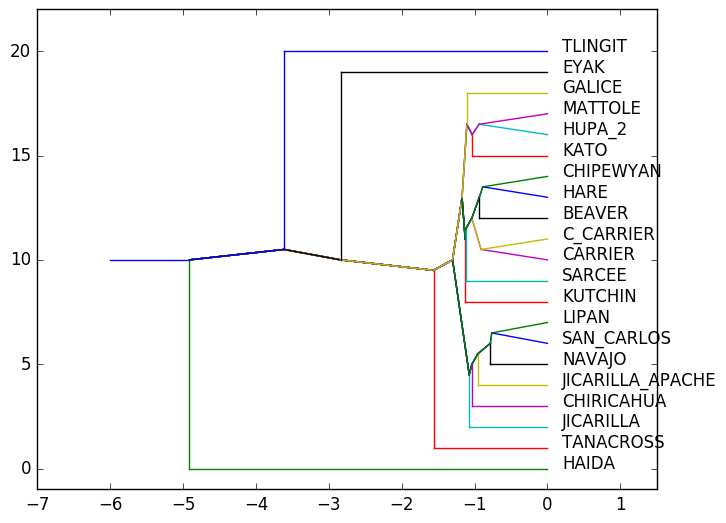 20
15
10
5
0
TLINGIT
EYAK
GALICE
MATTOLE
HUPA_2
KATO
CHIPEWYAN
HARE
BEAVER
C_CARRIER
CARRIER
SARCEE
KUTCHIN
LIPAN
SAN_CARLOS
NAVAJO
JICARILLA_APACHE
CHIRICAHUA
JICARILLA
TANACROSS
HAIDA
−7 −6 −5 −4 −3 −2 −1 0 1